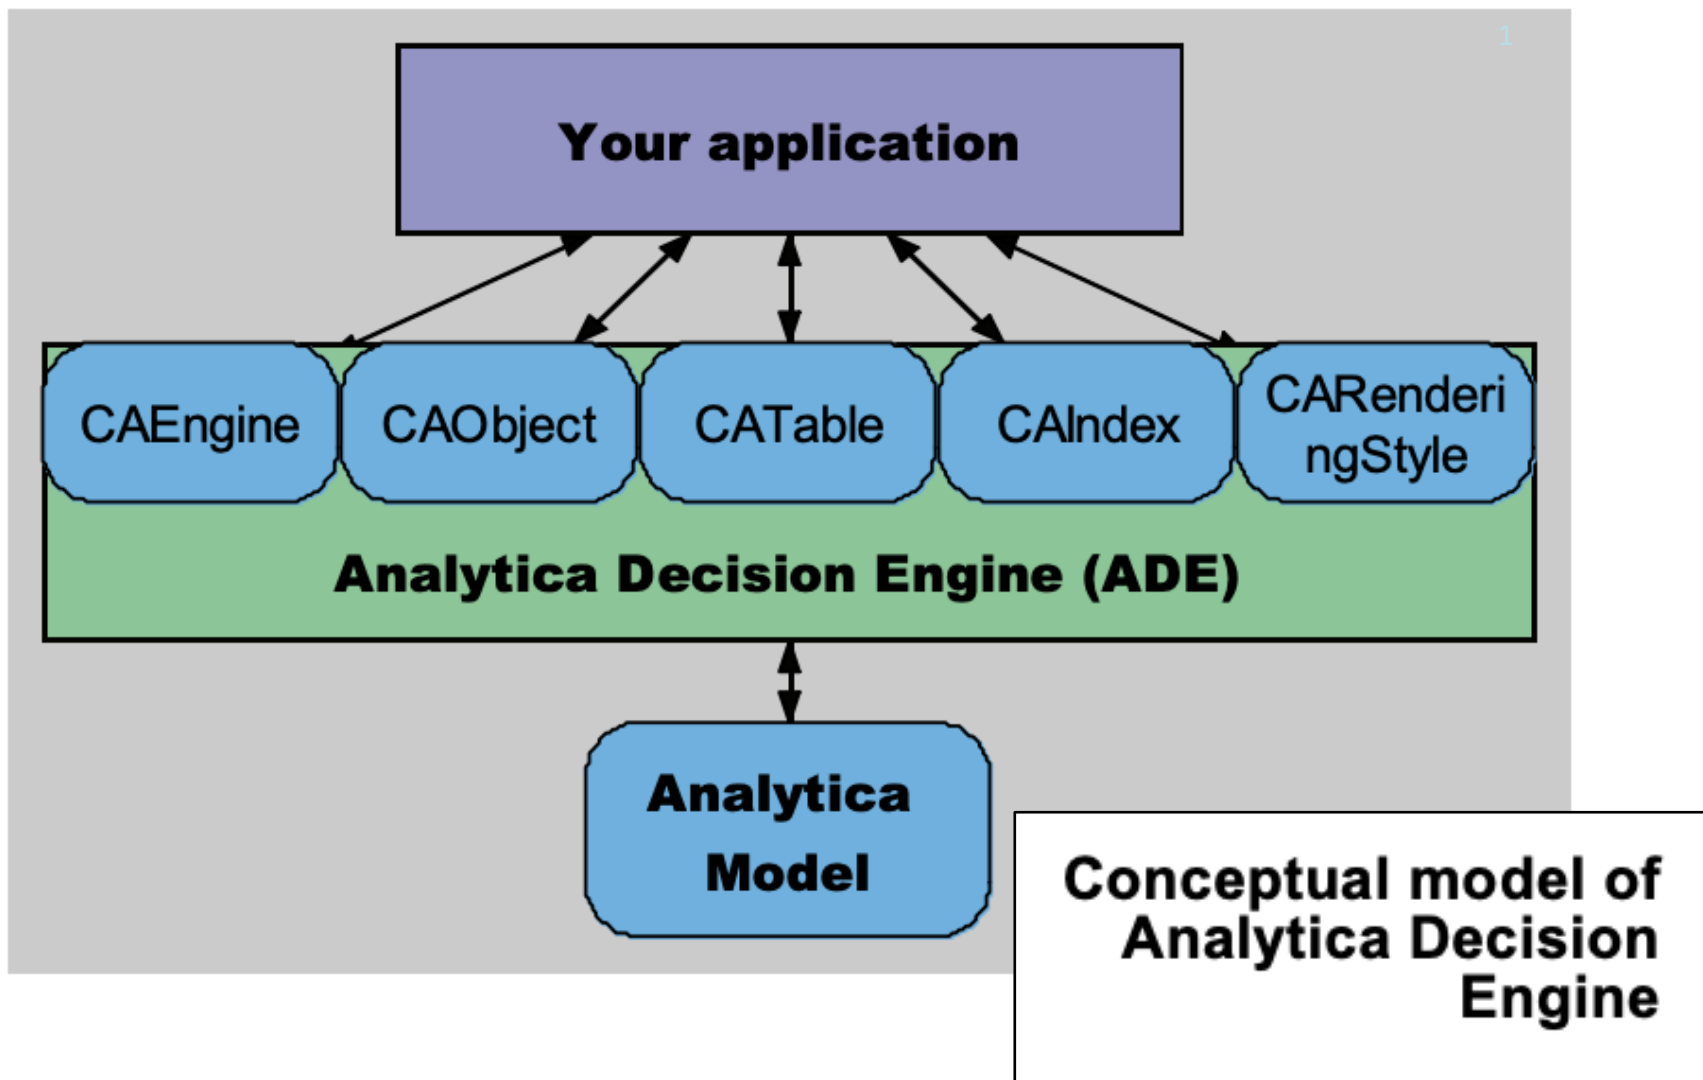 1
Your application
CAEngine
CAObject
CATable
CAIndex
CARenderi
ngStyle
Analytica Decision Engine (ADE)
Analytica
Model
Conceptual model of
Analytica Decision
Engine